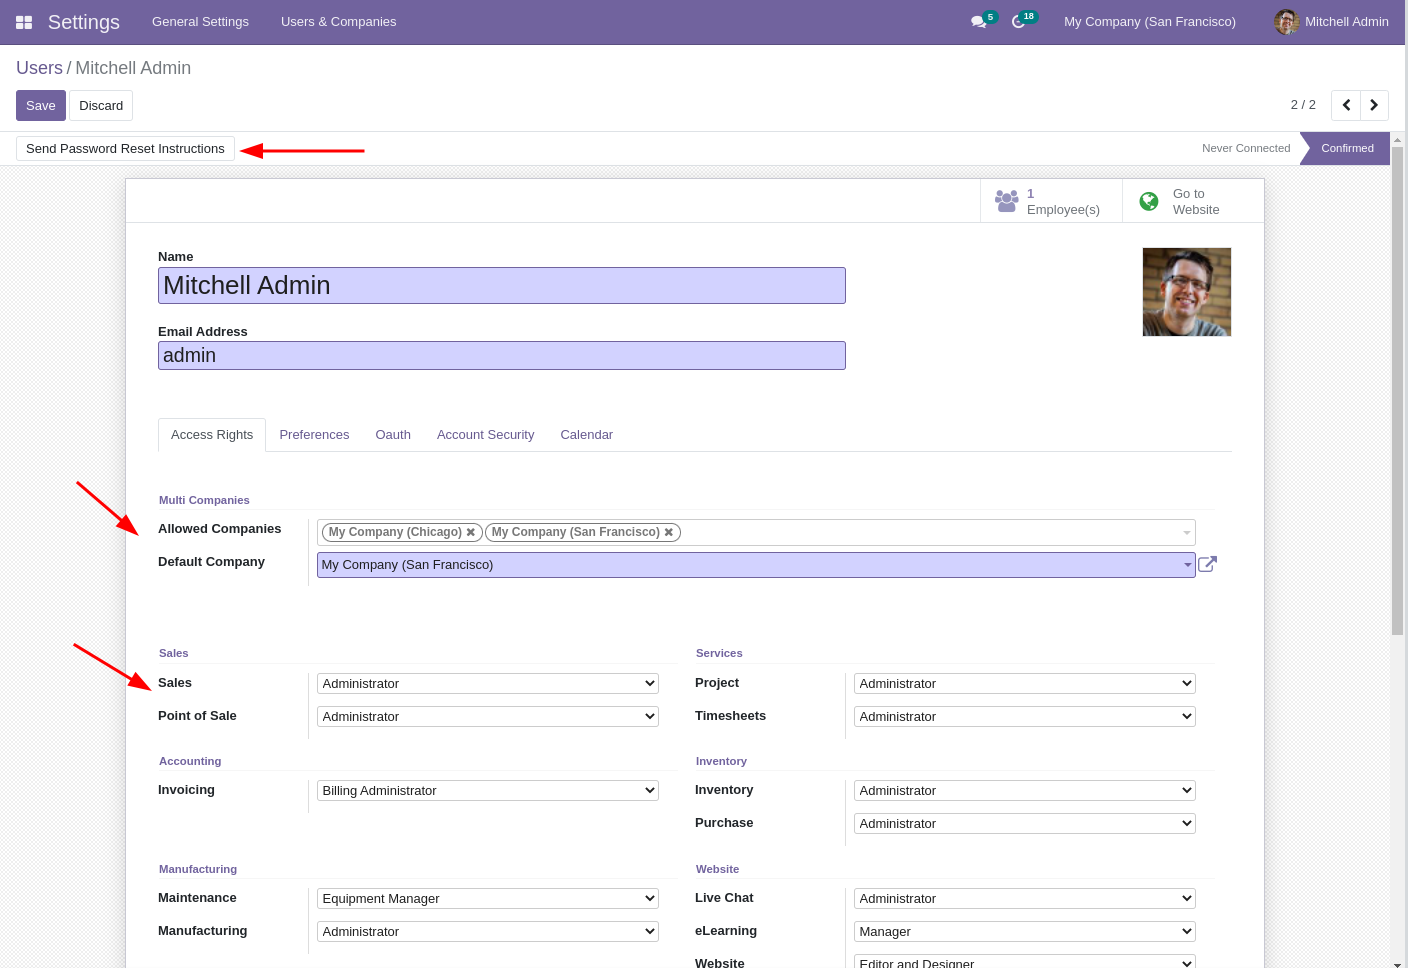 Settings General Settings Users & Companies 5 18 My Company (San Francisco) Mitchell Admin
Users / Mitchell Admin
Save Discard 2 / 2
Send Password Reset Instructions Never Connected Confirmed
1 Employee(s)
Go to Website
Name
Mitchell Admin
Email Address
admin
Access Rights Preferences Oauth Account Security Calendar
Multi Companies
Allowed Companies My Company (Chicago) ✖ My Company (San Francisco) ✖
Default Company My Company (San Francisco)
Sales Services
Sales Administrator Project Administrator
Point of Sale Administrator Timesheets Administrator
Accounting Inventory
Invoicing Billing Administrator Inventory Administrator
Purchase Administrator
Manufacturing Website
Maintenance Equipment Manager Live Chat Administrator
Manufacturing Administrator eLearning Manager
Website Editor and Designer